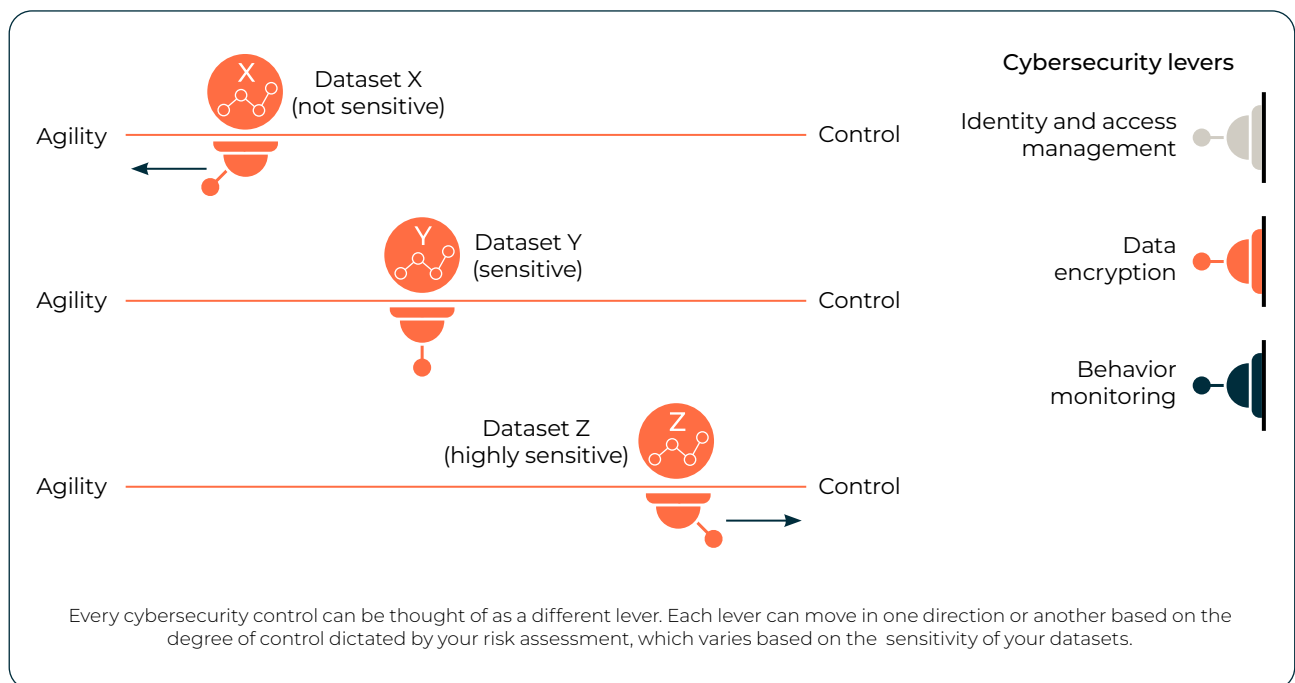 X
Dataset X
(not sensitive)
Agility
Control
Y
Dataset Y
(sensitive)
Agility
Control
Z
Dataset Z
(highly sensitive)
Agility
Control
Cybersecurity levers
Identity and access
management
Data
encryption
Behavior
monitoring
Every cybersecurity control can be thought of as a different lever. Each lever can move in one direction or another based on the
degree of control dictated by your risk assessment, which varies based on the sensitivity of your datasets.